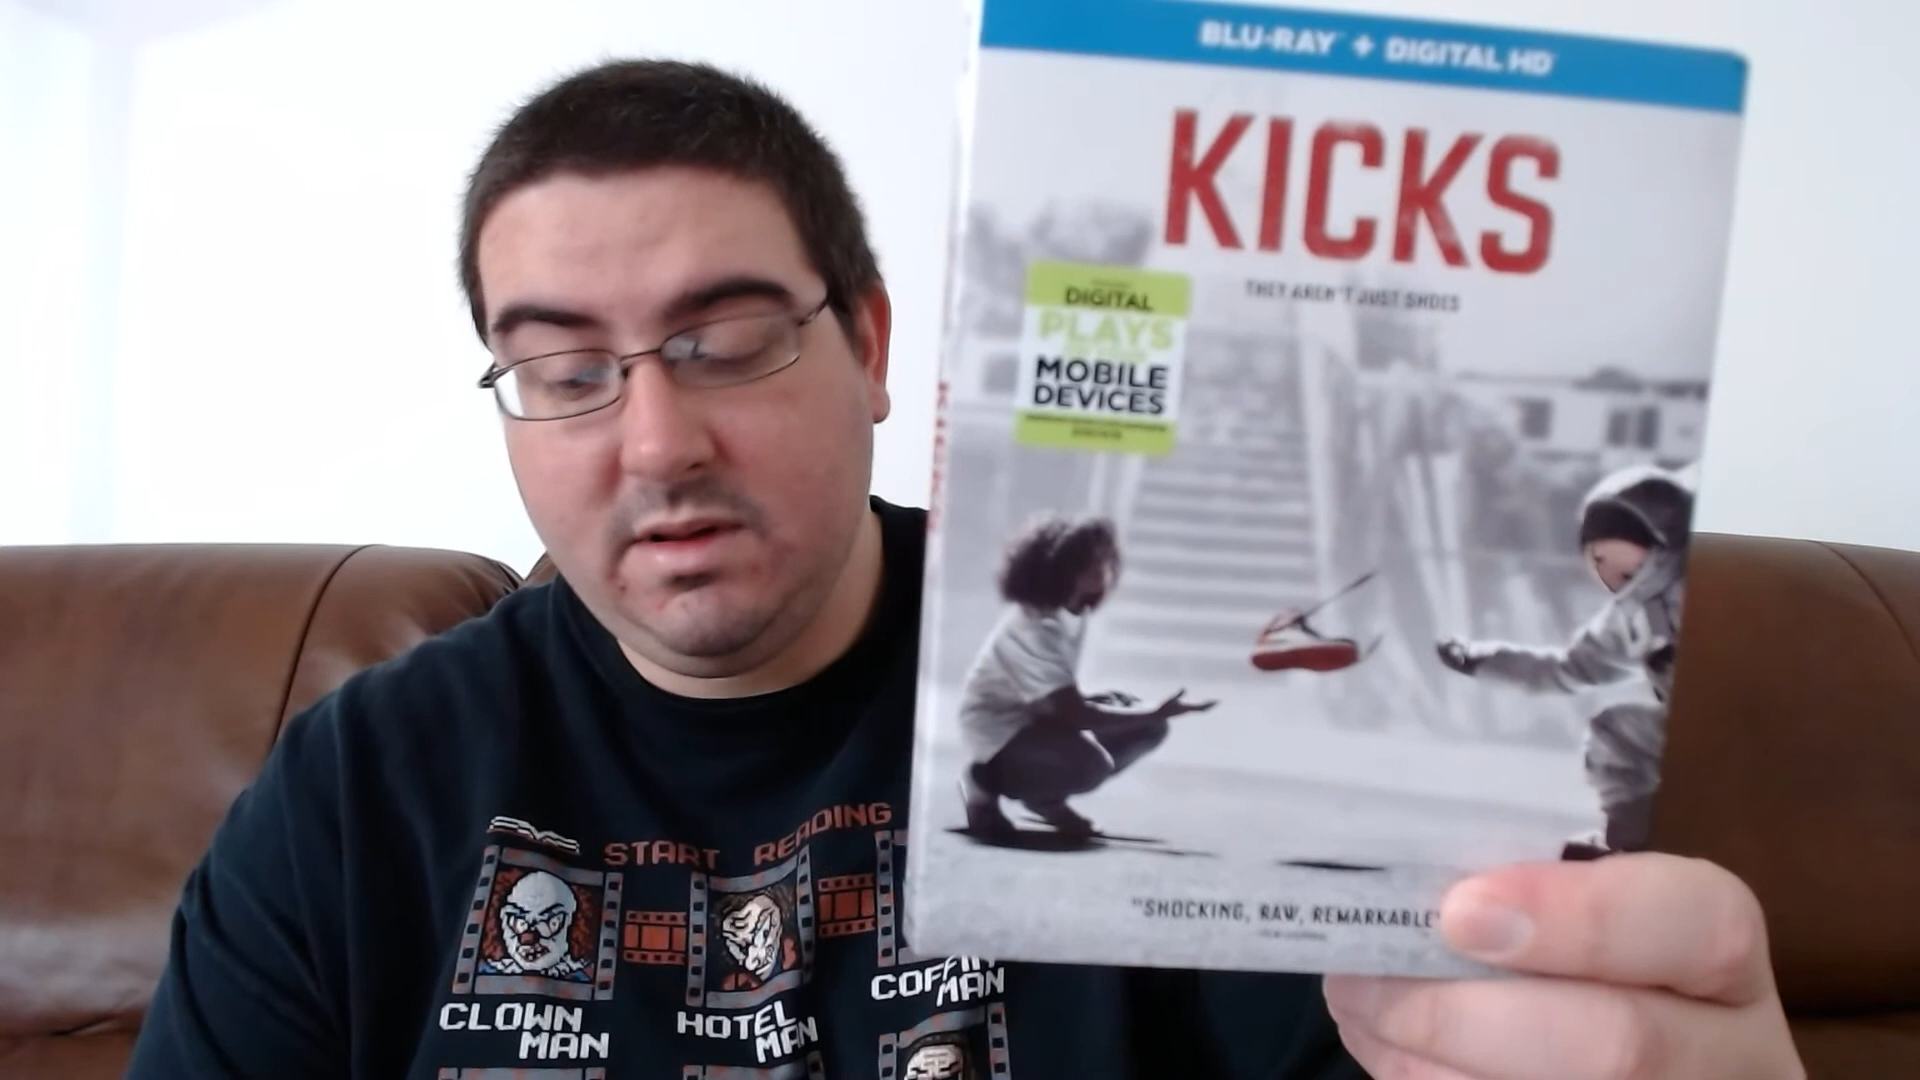 BLU-RAY + DIGITAL HD
KICKS
THEY AREN'T JUST SHOES
DIGITAL
PLAYS
MOBILE
DEVICES
KICKS
"SHOCKING, RAW, REMARKABLE"
START READING
CLOWN
MAN
HOTEL
MAN
COFFIN
MAN